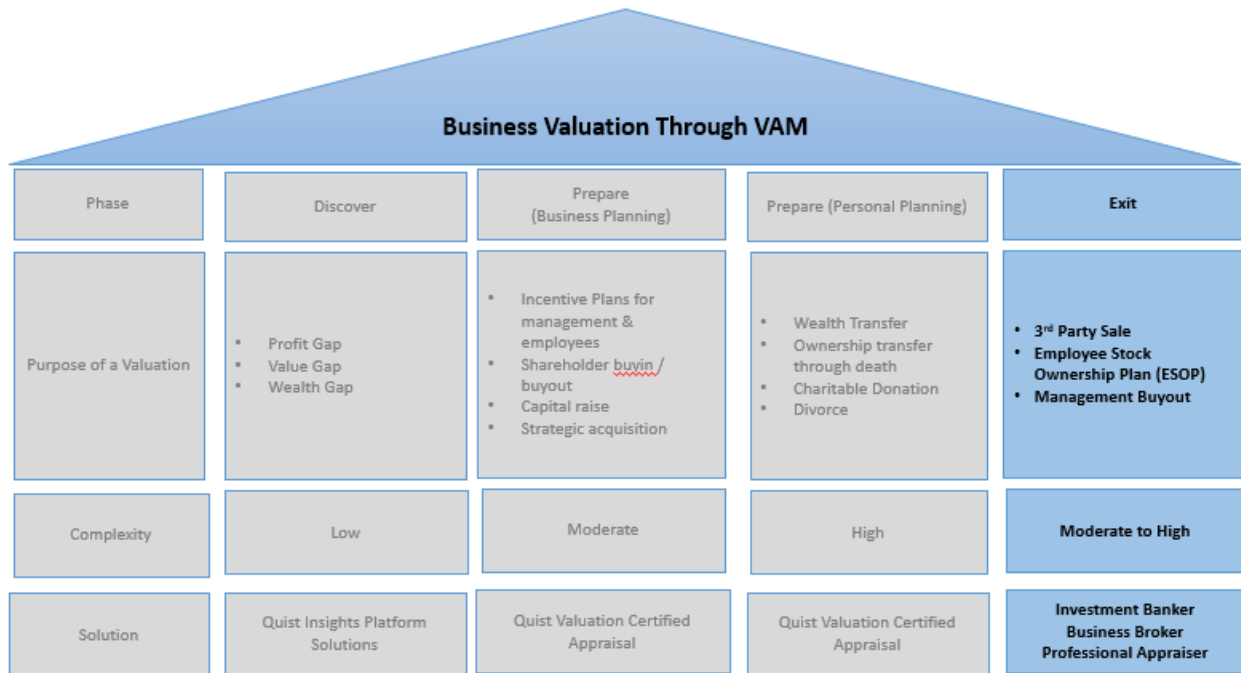 Business Valuation Through VAM
Phase
Discover
Prepare
(Business Planning)
Prepare (Personal Planning)
Exit
Purpose of a Valuation
• Profit Gap
• Value Gap
• Wealth Gap
• Incentive Plans for
management &
employees
• Shareholder buyin /
buyout
• Capital raise
• Strategic acquisition
• Wealth Transfer
• Ownership transfer
through death
• Charitable Donation
• Divorce
• 3rd Party Sale
• Employee Stock
Ownership Plan (ESOP)
• Management Buyout
Complexity
Low
Moderate
High
Moderate to High
Solution
Quist Insights Platform
Solutions
Quist Valuation Certified
Appraisal
Quist Valuation Certified
Appraisal
Investment Banker
Business Broker
Professional Appraiser